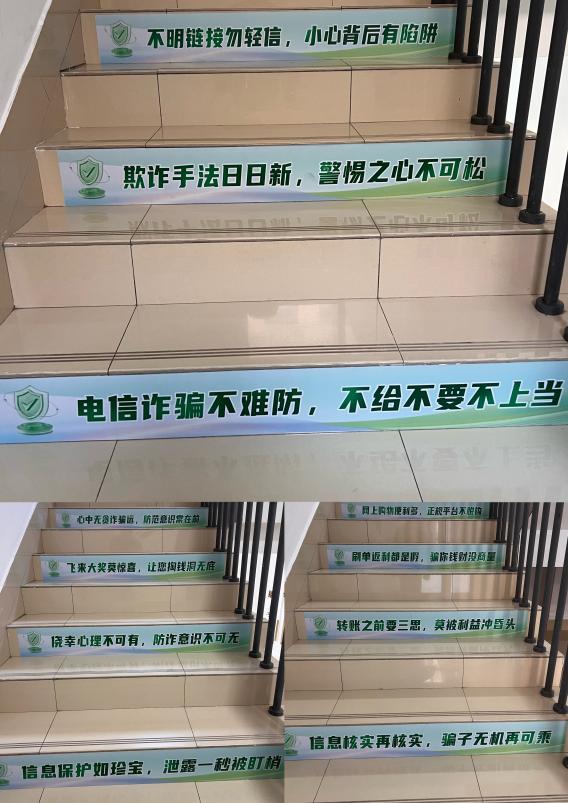 不明链接勿轻信，小心背后有陷阱
欺诈手法日日新，警惕之心不可松
电信诈骗不难防，不给不要不上当
心中无贪诈骗远，防范意识常在前
飞来大奖莫惊喜，让您掏钱洞无底
侥幸心理不可有，防诈意识不可无
信息保护如珍宝，泄露一秒被盯梢
网上购物便利多，正规平台不能
刷单返利都是假，骗你钱财没商量
转账之前要三思，莫被利益冲昏头
信息核实再核实，骗子无机再可乘